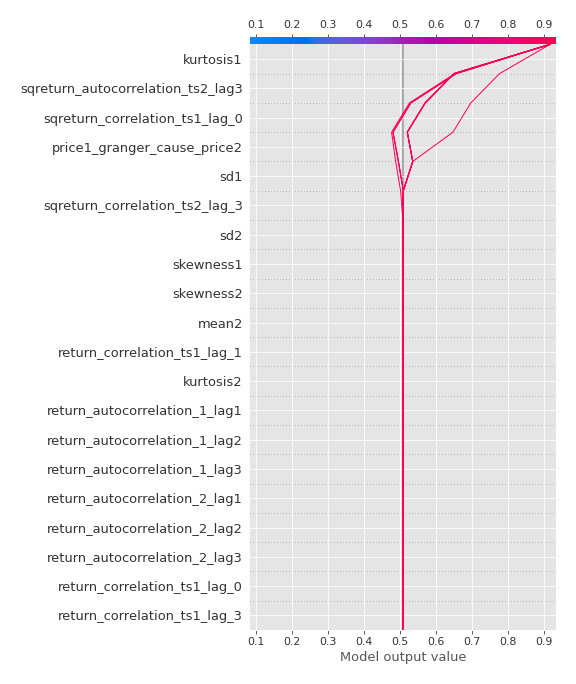 0.1 0.2 0.3 0.4 0.5 0.6 0.7 0.8 0.9
kurtosis1
sqreturn_autocorrelation_ts2_lag3
sqreturn_correlation_ts1_lag_0
price1_granger_cause_price2
sd1
sqreturn_correlation_ts2_lag_3
sd2
skewness1
skewness2
mean2
return_correlation_ts1_lag_1
kurtosis2
return_autocorrelation_1_lag1
return_autocorrelation_1_lag2
return_autocorrelation_1_lag3
return_autocorrelation_2_lag1
return_autocorrelation_2_lag2
return_autocorrelation_2_lag3
return_correlation_ts1_lag_0
return_correlation_ts1_lag_3
0.1 0.2 0.3 0.4 0.5 0.6 0.7 0.8 0.9
Model output value